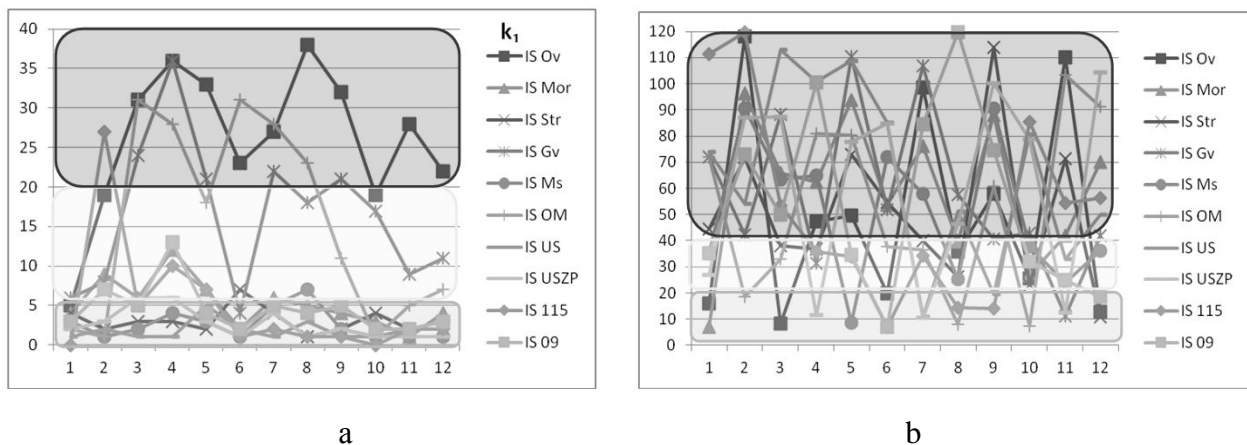 40
35
30
25
20
15
10
5
0
1 2 3 4 5 6 7 8 9 10 11 12
k₁
IS Ov
IS Mor
IS Str
IS Gv
IS Ms
IS OM
IS US
IS USZP
IS 115
IS 09
a
120
110
100
90
80
70
60
50
40
30
20
10
0
1 2 3 4 5 6 7 8 9 10 11 12
IS Ov
IS Mor
IS Str
IS Gv
IS Ms
IS OM
IS US
IS USZP
IS 115
IS 09
b